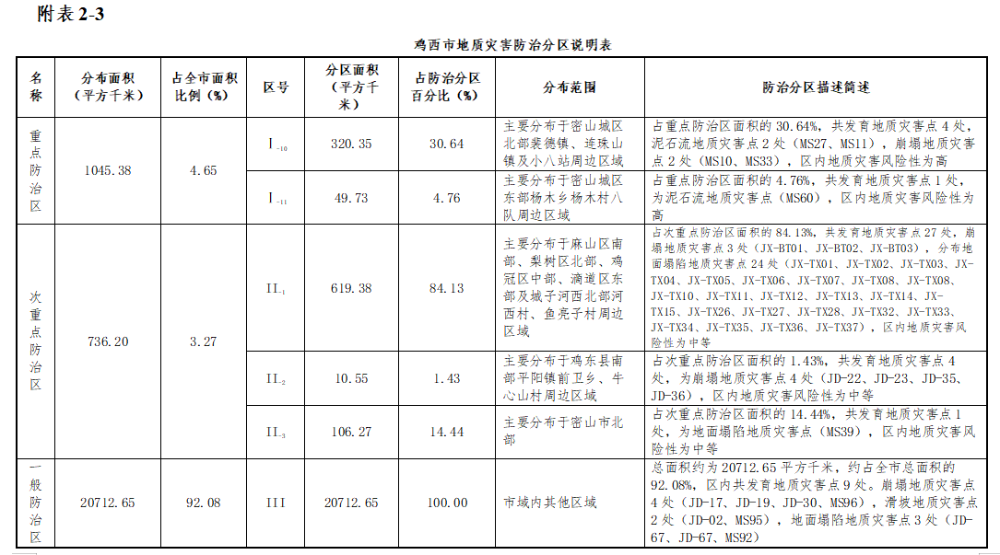 附表 2-3
鸡西市地质灾害防治分区说明表
名
称
分布面积
（平方千米）
占全市面积
比例（%）
区号
分区面积
（平方千
米）
占防治分区
百分比（%）
分布范围
防治分区描述简述
重
点
防
治
区
1045.38
4.65
I-10
320.35
30.64
主要分布于密山城区
北部裴德镇、连珠山
镇及小八站周边区域
占重点防治区面积的 30.64%，共发育地质灾害点 4 处，
泥石流地质灾害点 2 处（MS27、MS11），崩塌地质灾害
点 2 处（MS10、MS33），区内地质灾害风险性为高
I-11
49.73
4.76
主要分布于密山城区
东部杨木乡杨木村八
队周边区域
占重点防治区面积的 4.76%，共发育地质灾害点 1 处，
为泥石流地质灾害点（MS60），区内地质灾害风险性为
高
次
重
点
防
治
区
736.20
3.27
II-1
619.38
84.13
主要分布于麻山区南
部、梨树区北部、鸡
冠区中部、滴道区东
部及城子河西北部河
西村、鱼亮子村周边
区域
占次重点防治区面积的 84.13%，共发育地质灾害点 27 处，崩
塌地质灾害点 3 处（JX-BT01、JX-BT02、JX-BT03），分布地
面塌陷地质灾害点 24 处（JX-TX01、JX-TX02、JX-TX03、JX-
TX04、JX-TX05、JX-TX06、JX-TX07、JX-TX08、JX-TX08、
JX-TX10、JX-TX11、JX-TX12、JX-TX13、JX-TX14、JX-
TX15、JX-TX26、JX-TX27、JX-TX28、JX-TX32、JX-TX33、
JX-TX34、JX-TX35、JX-TX36、JX-TX37），区内地质灾害风
险性为中等
II-2
10.55
1.43
主要分布于鸡东县南
部平阳镇前卫乡、牛
心山村周边区域
占次重点防治区面积的 1.43%，共发育地质灾害点 4
处，为崩塌地质灾害点 4 处（JD-22、JD-23、JD-35、
JD-36），区内地质灾害风险性为中等
II-3
106.27
14.44
主要分布于密山市北
部
占次重点防治区面积的 14.44%，共发育地质灾害点 1
处，为地面塌陷地质灾害点（MS39），区内地质灾害风
险性为中等
一
般
防
治
区
20712.65
92.08
III
20712.65
100.00
市域内其他区域
总面积约为 20712.65 平方千米，约占全市总面积的
92.08%，区内共发育地质灾害点 9 处。崩塌地质灾害点
4 处（JD-17、JD-19、JD-30、MS96），滑坡地质灾害点
2 处（JD-02、MS95），地面塌陷地质灾害点 3 处（JD-
67、JD-67、MS92）